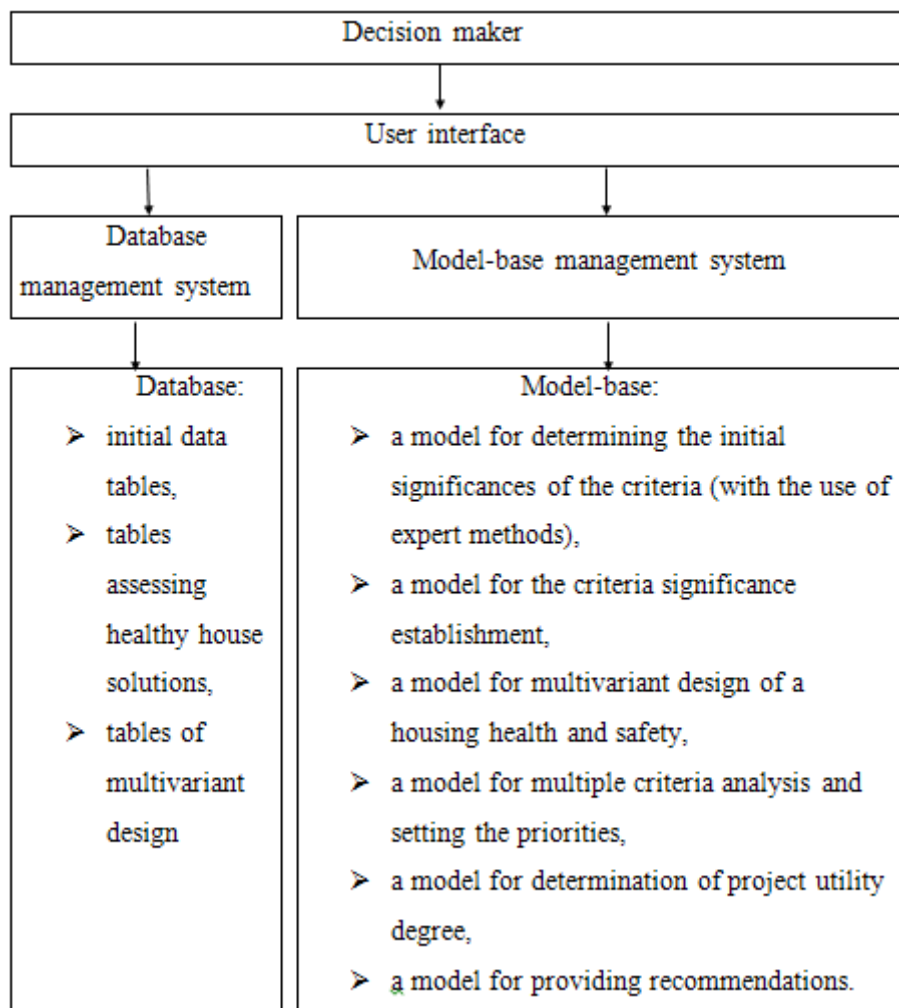 Decision maker
User interface
Database
management system
Model-base management system
Database:
➢ initial data
tables,
➢ tables
assessing
healthy house
solutions,
➢ tables of
multivariant
design
Model-base:
➢ a model for determining the initial
significances of the criteria (with the use of
expert methods),
➢ a model for the criteria significance
establishment,
➢ a model for multivariant design of a
housing health and safety,
➢ a model for multiple criteria analysis and
setting the priorities,
➢ a model for determination of project utility
degree,
➢ a model for providing recommendations.